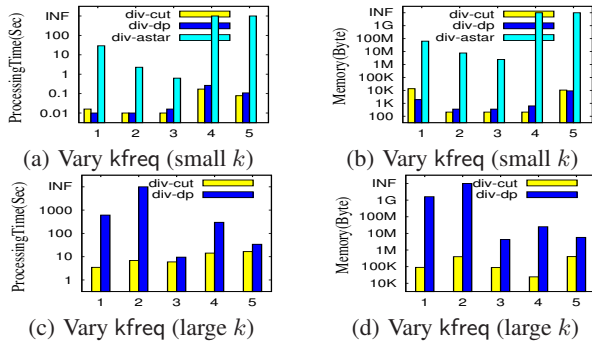 ProcessingTime(Sec)
INF
100
10
1
0.1
0.01
div-cut
div-dp
div-astar
1 2 3 4 5
(a) Vary kfreq (small k)
Memory(Byte)
INF
1G
100M
10M
1M
100K
10K
1K
100
div-cut
div-dp
div-astar
1 2 3 4 5
(b) Vary kfreq (small k)
ProcessingTime(Sec)
INF
1000
100
10
1
div-cut
div-dp
1 2 3 4 5
(c) Vary kfreq (large k)
Memory(Byte)
INF
1G
100M
10M
1M
100K
10K
div-cut
div-dp
1 2 3 4 5
(d) Vary kfreq (large k)